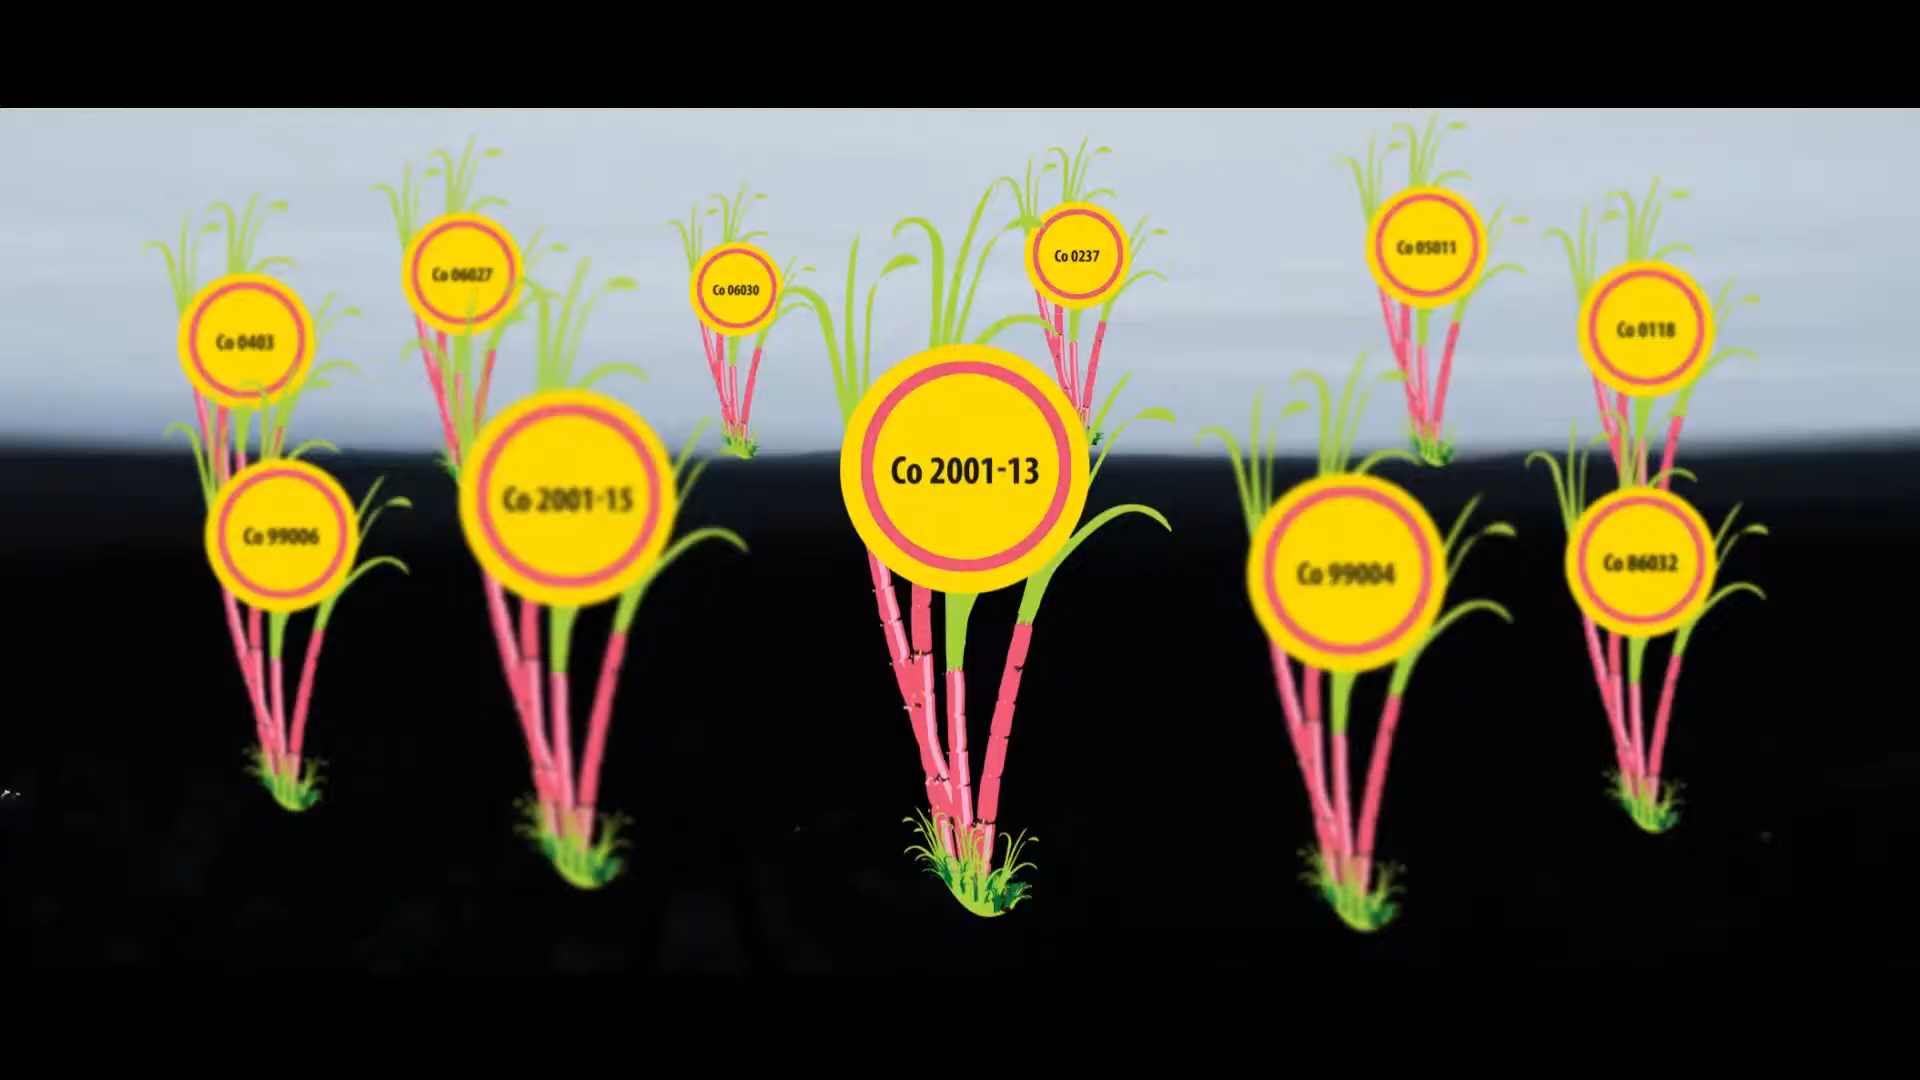 Co 05011
Co 0237
Co 06027
Co 06030
Co 0118
Co 0403
Co 2001-13
Co 2001-15
Co 99006
Co 86032
Co 99004